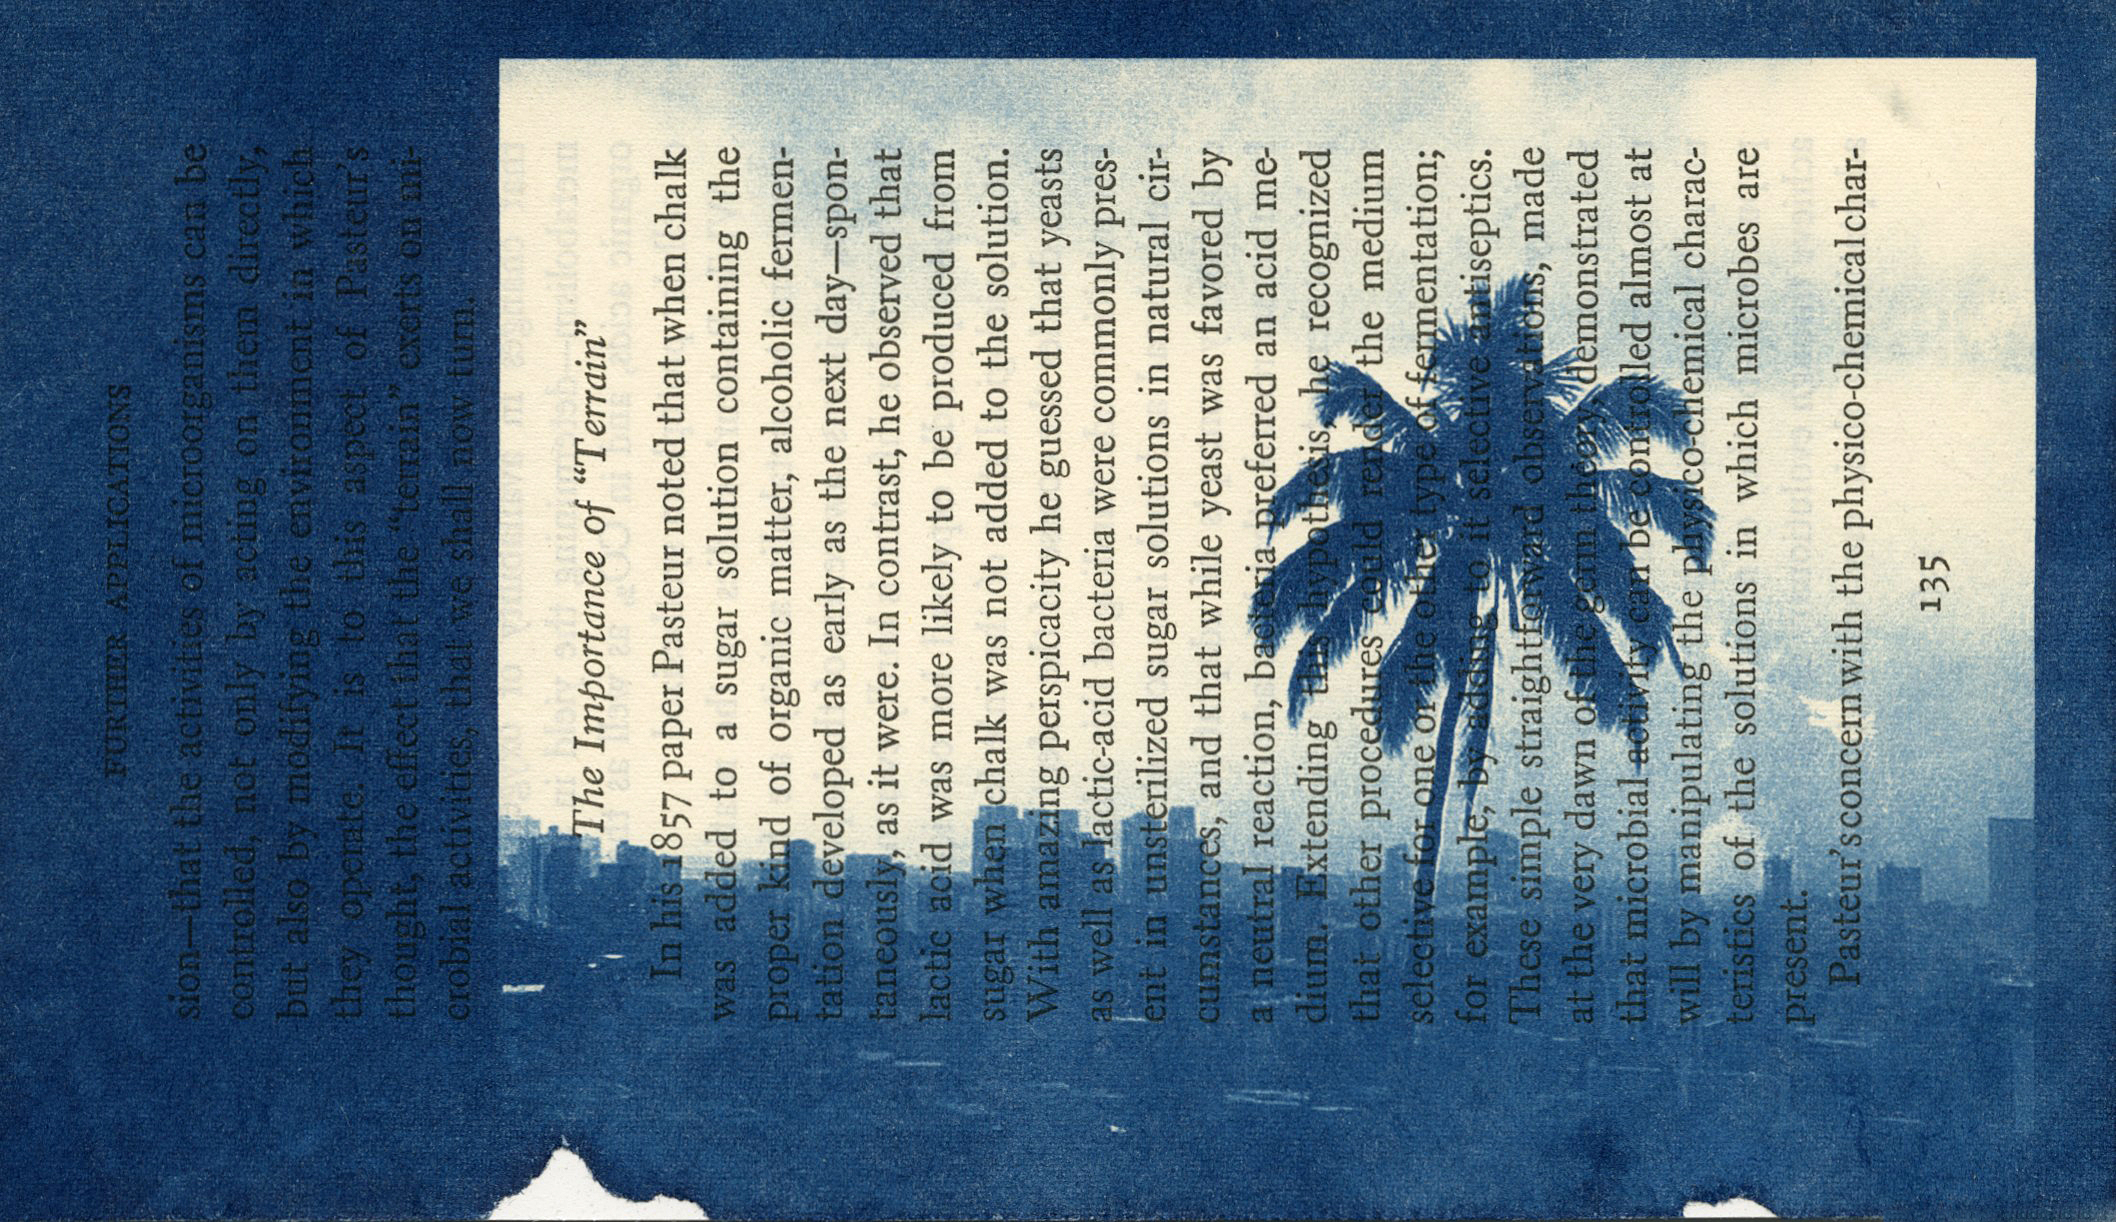 FURTHER APPLICATIONS
sion—that the activities of microorganisms can be
controlled, not only by acting on them directly,
but also by modifying the environment in which
they operate. It is to this aspect of Pasteur's
thought, the effect that the “terrain” exerts on mi-
crobial activities, that we shall now turn.
The Importance of “Terrain”
In his 1857 paper Pasteur noted that when chalk
was added to a sugar solution containing the
proper kind of organic matter, alcoholic fermen-
tation developed as early as the next day—spon-
taneously, as it were. In contrast, he observed that
lactic acid was more likely to be produced from
sugar when chalk was not added to the solution.
With amazing perspicacity he guessed that yeasts
as well as lactic-acid bacteria were commonly pres-
ent in unsterilized sugar solutions in natural cir-
cumstances, and that while yeast was favored by
a neutral reaction, bacteria preferred an acid me-
dium. Extending this hypothesis, he recognized
that other procedures could render the medium
selective for one or the other type of fermentation;
for example, by adding to it selective antiseptics.
These simple straightforward observations, made
at the very dawn of the germ theory, demonstrated
that microbial activity can be controlled almost at
will by manipulating the physico-chemical charac-
teristics of the solutions in which microbes are
present.
Pasteur's concern with the physico-chemical char-
135